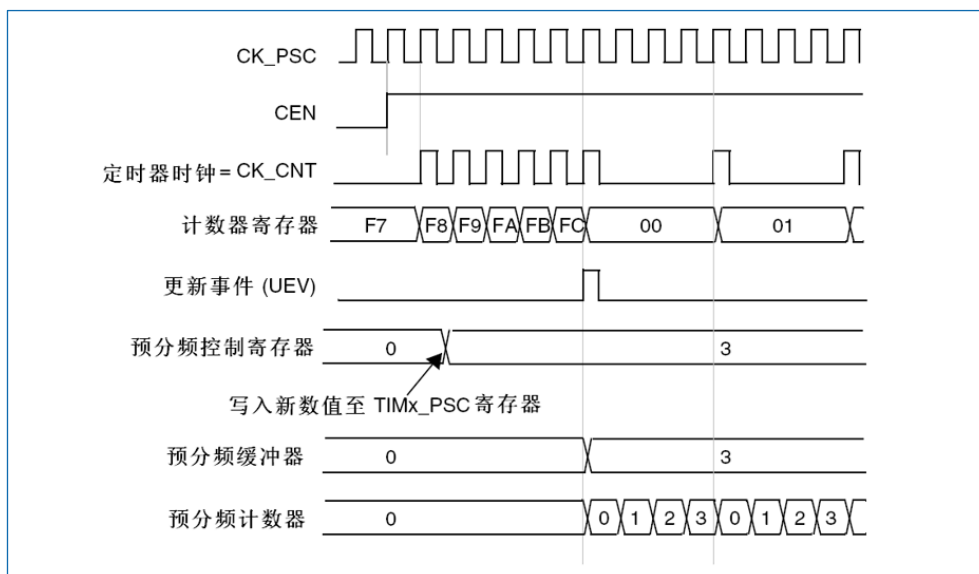 CK_PSC
CEN
定时器时钟 = CK_CNT
计数器寄存器 F7 F8 F9 FA FB FC 00 01
更新事件 (UEV)
预分频控制寄存器 0 3
写入新数值至 TIMx_PSC 寄存器
预分频缓冲器 0 3
预分频计数器 0 0 1 2 3 0 1 2 3